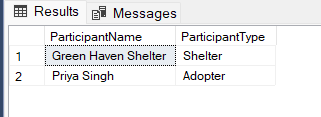 Results Messages
ParticipantName ParticipantType
1 Green Haven Shelter Shelter
2 Priya Singh Adopter